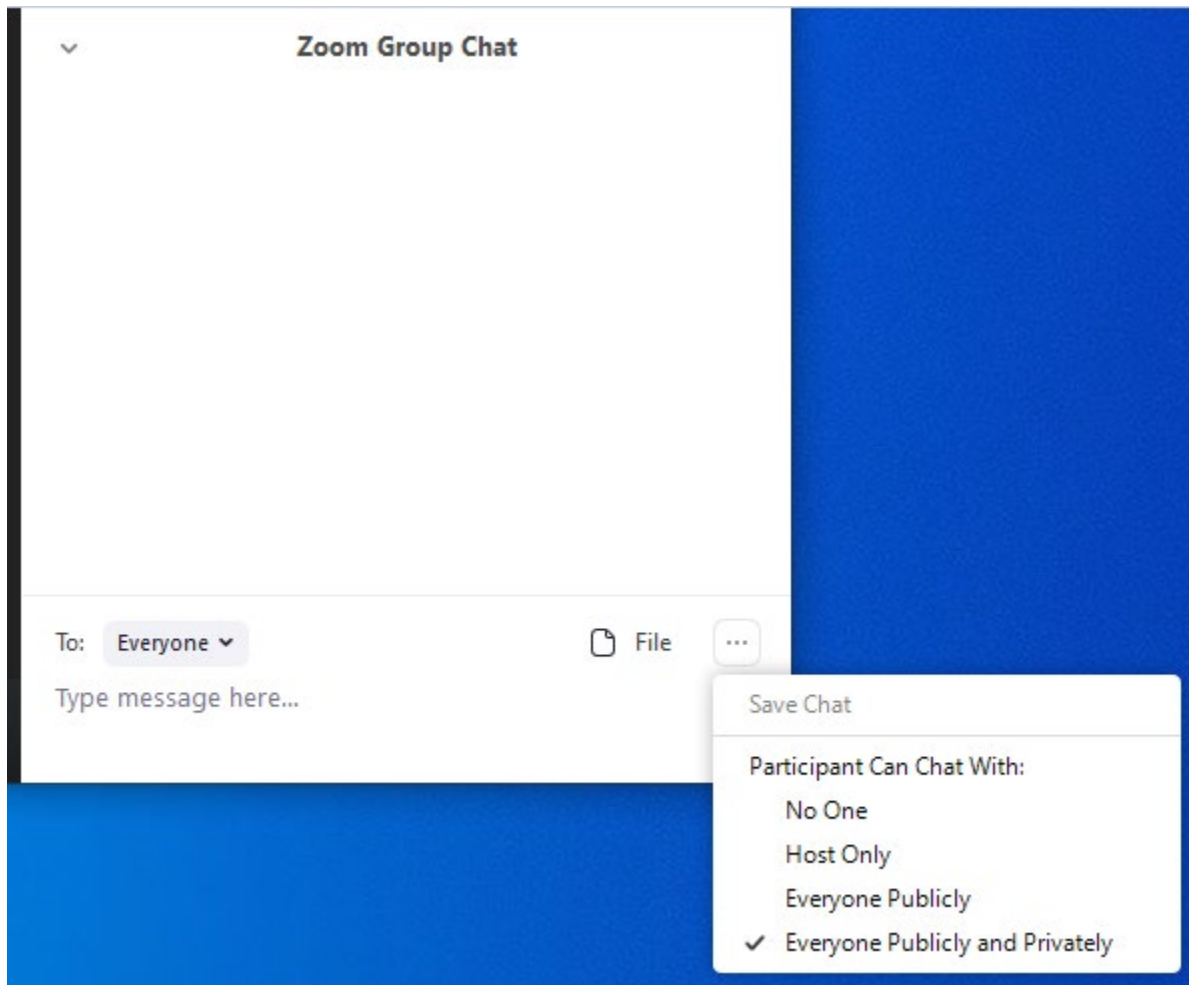 Zoom Group Chat
To: Everyone File ...
Type message here...
Save Chat
Participant Can Chat With:
No One
Host Only
Everyone Publicly
Everyone Publicly and Privately